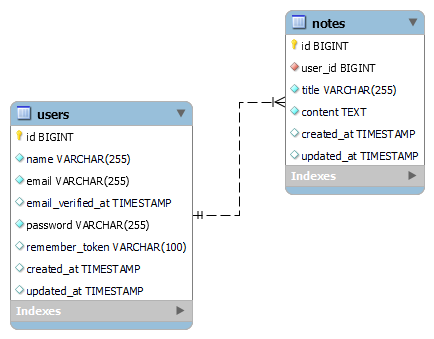 notes
id BIGINT
user_id BIGINT
title VARCHAR(255)
content TEXT
created_at TIMESTAMP
updated_at TIMESTAMP
Indexes
users
id BIGINT
name VARCHAR(255)
email VARCHAR(255)
email_verified_at TIMESTAMP
password VARCHAR(255)
remember_token VARCHAR(100)
created_at TIMESTAMP
updated_at TIMESTAMP
Indexes